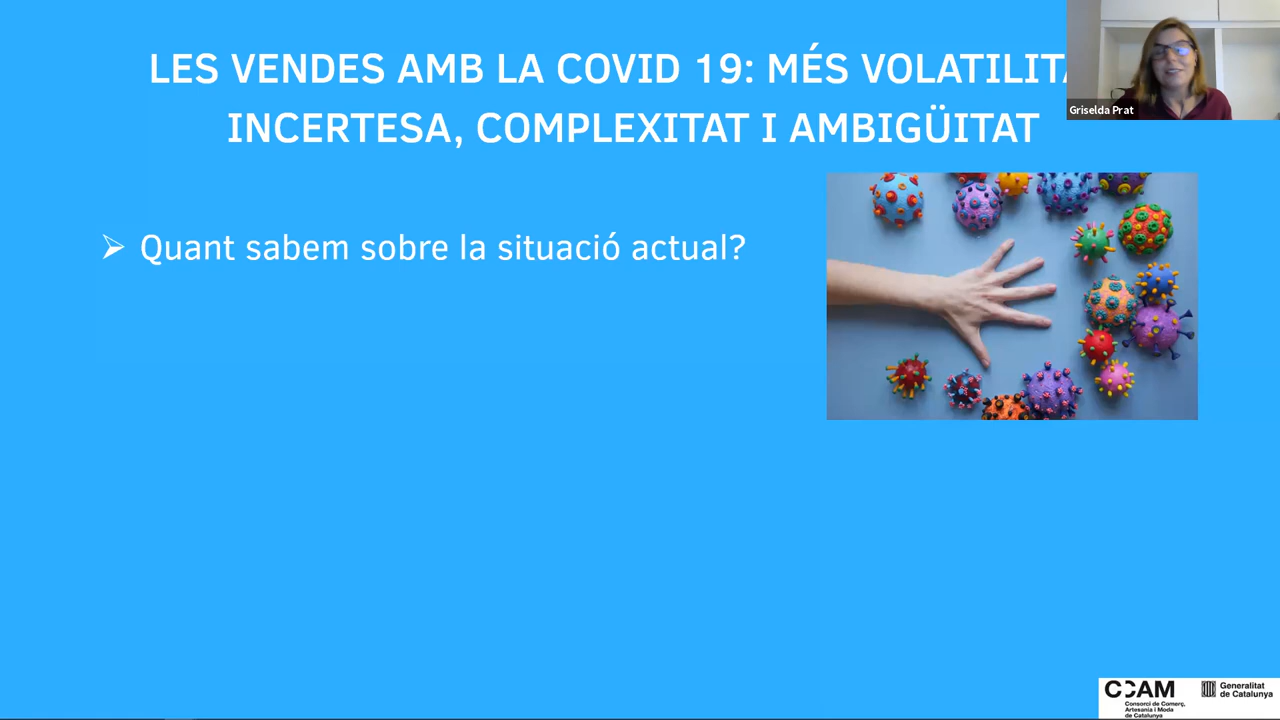 LES VENDES AMB LA COVID 19: MÉS VOLATILIT
INCERTESA, COMPLEXITAT I AMBIGÜITAT
Griselda Prat
➢ Quant sabem sobre la situació actual?
CCAM
Consorci de Comerç,
Artesania i Moda
de Catalunya
Generalitat
de Catalunya